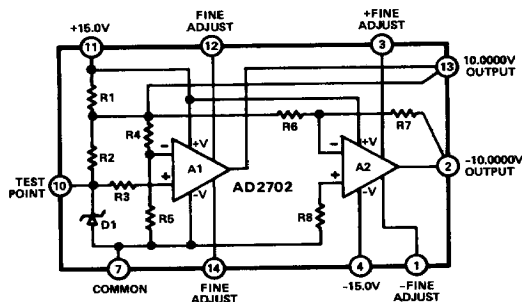 +15.0V
FINE
ADJUST
+FINE
ADJUST
11
12
3
13
10.0000V
OUTPUT
R1
R4
R6
R7
+V
+V
R2
A1
A2
2
-10.0000V
OUTPUT
TEST
POINT
10
R3
AD2702
-V
-V
D1
R5
R8
7
14
4
1
COMMON
FINE
ADJUST
-15.0V
-FINE
ADJUST